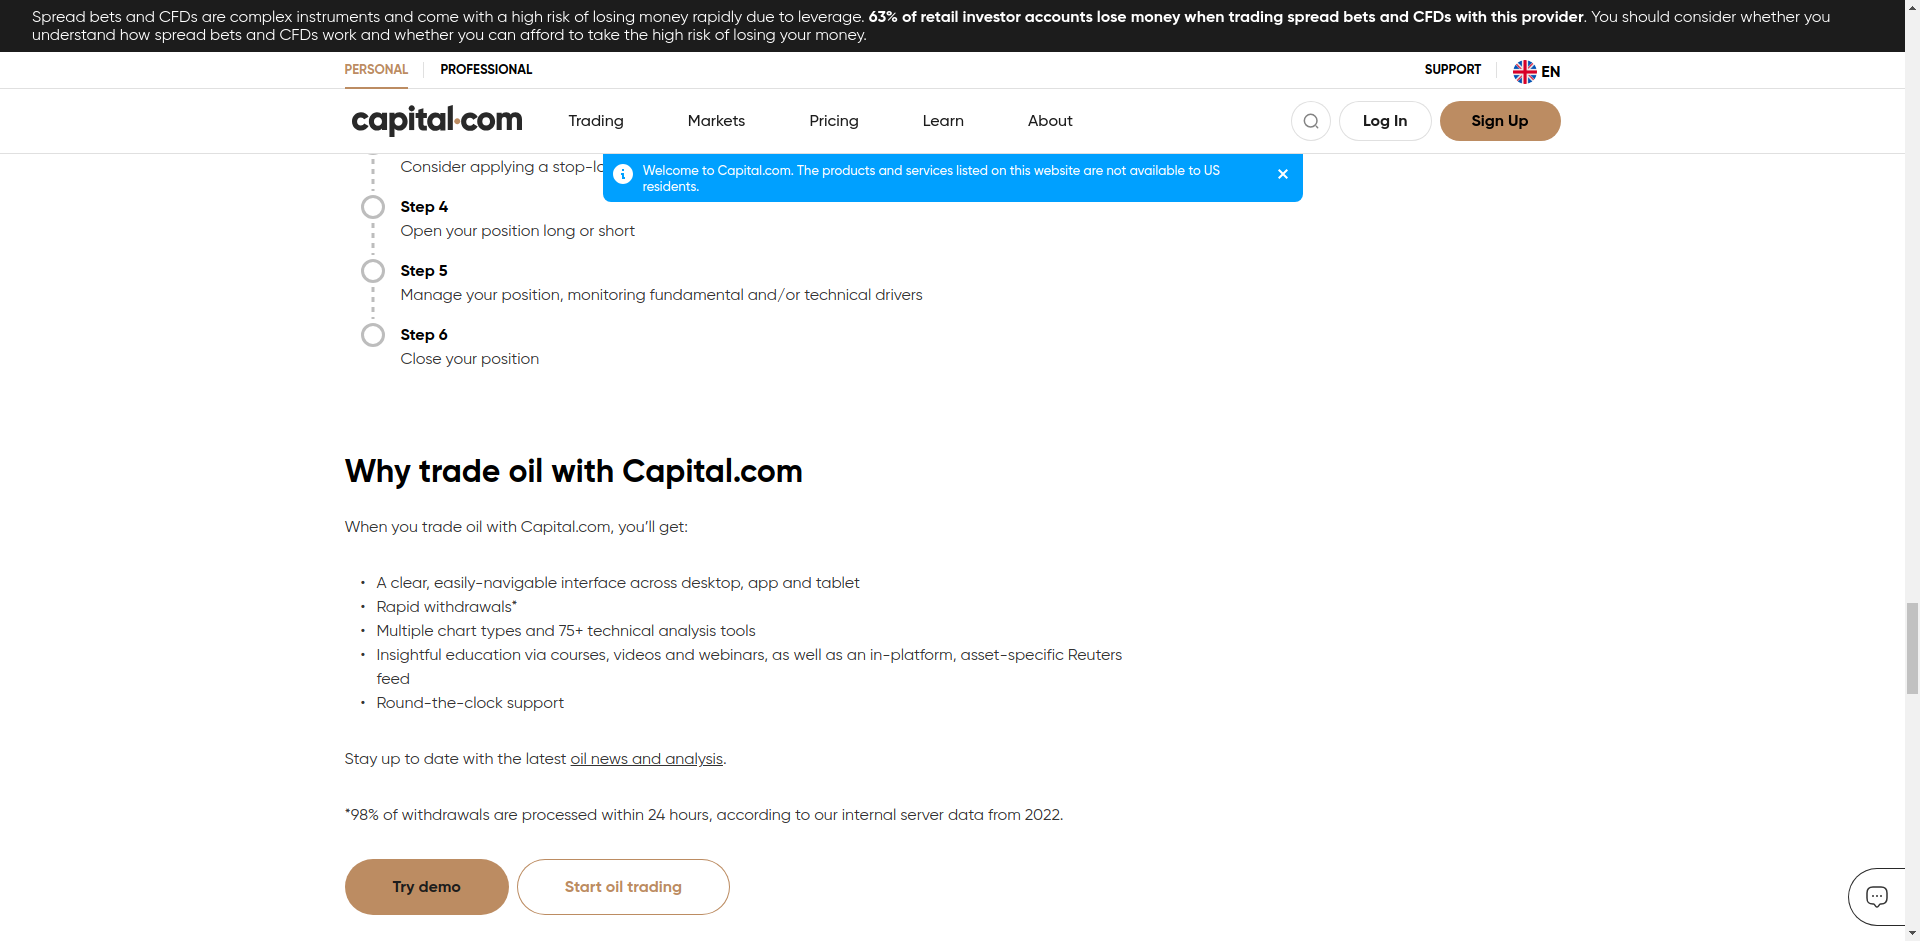 Spread bets and CFDs are complex instruments and come with a high risk of losing money rapidly due to leverage. 63% of retail investor accounts lose money when trading spread bets and CFDs with this provider. You should consider whether you
understand how spread bets and CFDs work and whether you can afford to take the high risk of losing your money.
PERSONAL PROFESSIONAL SUPPORT EN
capital.com Trading Markets Pricing Learn About Log In Sign Up
Consider applying a stop-lo
Welcome to Capital.com. The products and services listed on this website are not available to US
residents.
Step 4
Open your position long or short
Step 5
Manage your position, monitoring fundamental and/or technical drivers
Step 6
Close your position
Why trade oil with Capital.com
When you trade oil with Capital.com, you’ll get:
• A clear, easily-navigable interface across desktop, app and tablet
• Rapid withdrawals*
• Multiple chart types and 75+ technical analysis tools
• Insightful education via courses, videos and webinars, as well as an in-platform, asset-specific Reuters
feed
• Round-the-clock support
Stay up to date with the latest oil news and analysis.
*98% of withdrawals are processed within 24 hours, according to our internal server data from 2022.
Try demo Start oil trading